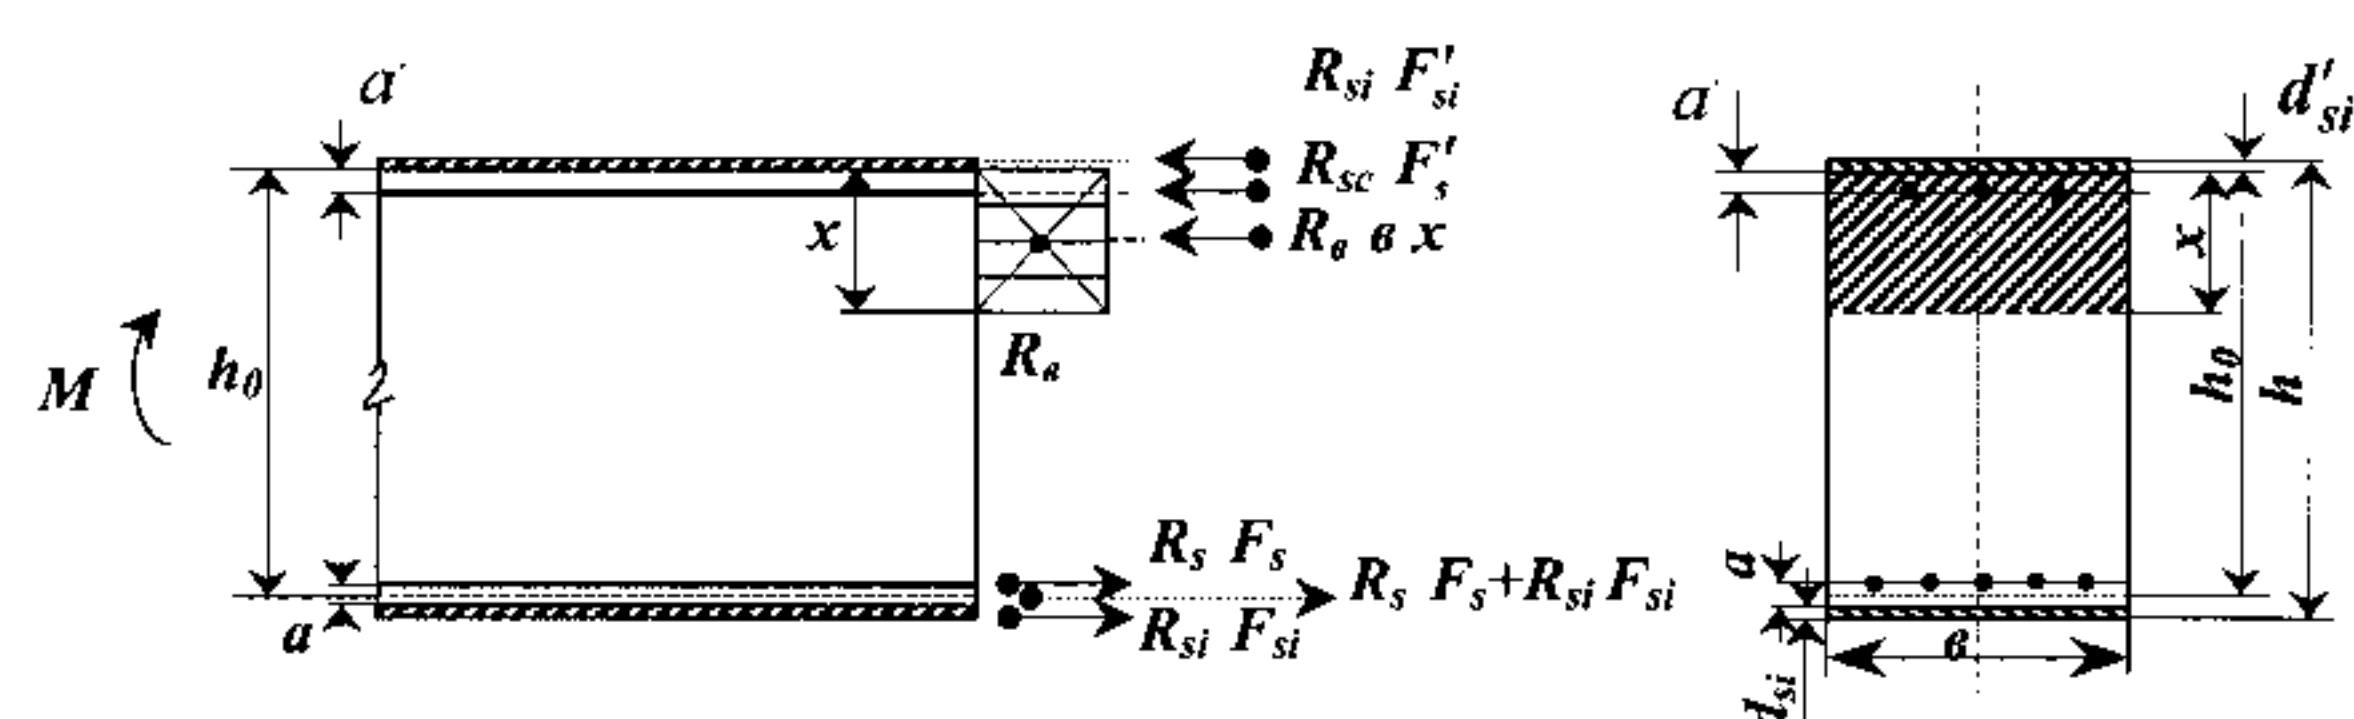 a'
R_si F'_si
R_sc F'_s
R_в в x
x
M
h_0
R_в
R_s F_s
R_s F_s+R_si F_si
R_si F_si
a
a'
d'_si
x
h_0
h
a
в
d_si